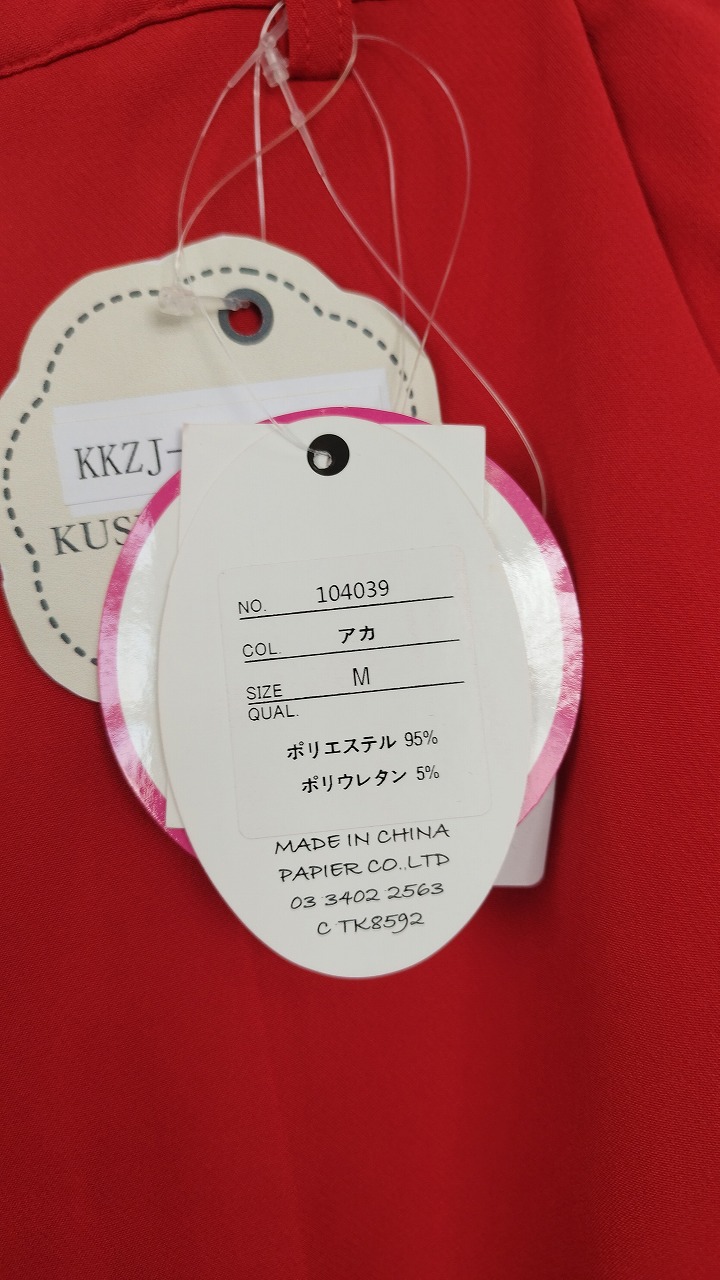 KKZJ-
KUS
NO. 104039
COL. アカ
SIZE M
QUAL.
ポリエステル 95%
ポリウレタン 5%
MADE IN CHINA
PAPIER CO.,LTD
03 3402 2563
C TK8592